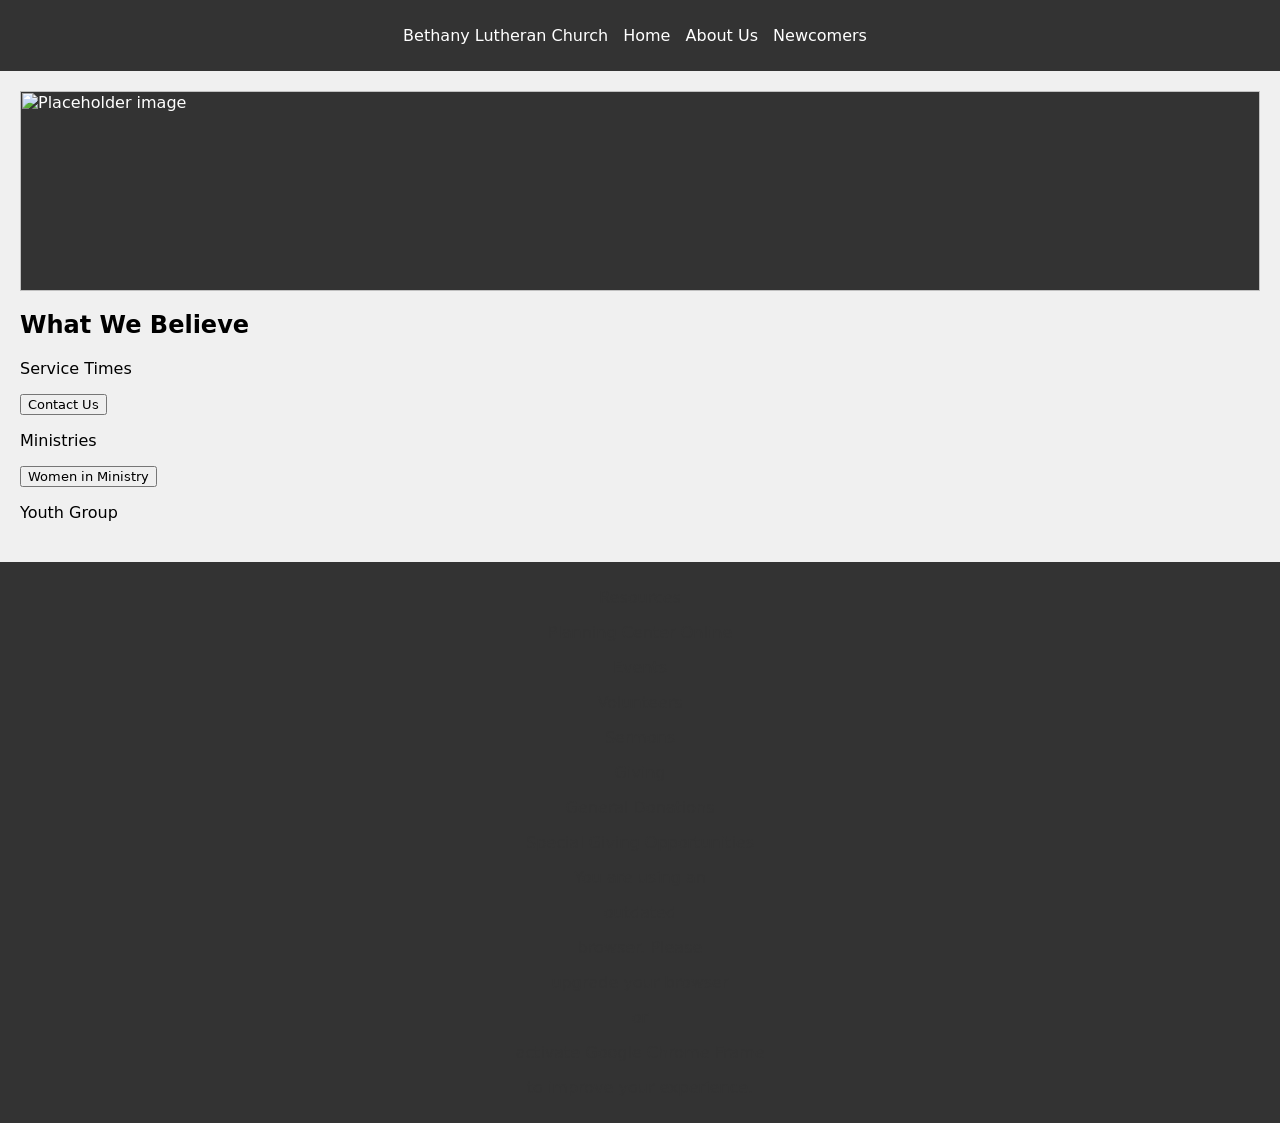 Bethany Lutheran Church Home About Us Newcomers
Placeholder image
What We Believe
Service Times
Contact Us
Ministries
Women in Ministry
Youth Group